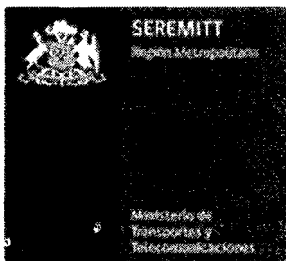 SEREMITT
Región Metropolitana
Ministerio de
Transportes y
Telecomunicaciones